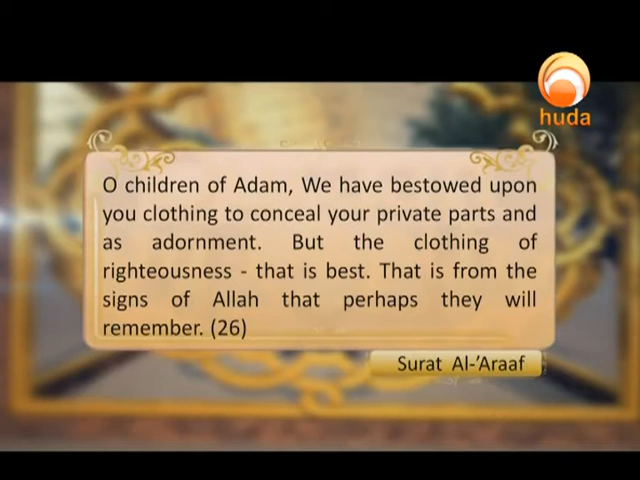 huda
O children of Adam, We have bestowed upon
you clothing to conceal your private parts and
as adornment. But the clothing of
righteousness - that is best. That is from the
signs of Allah that perhaps they will
remember. (26)
Surat Al-'Araaf